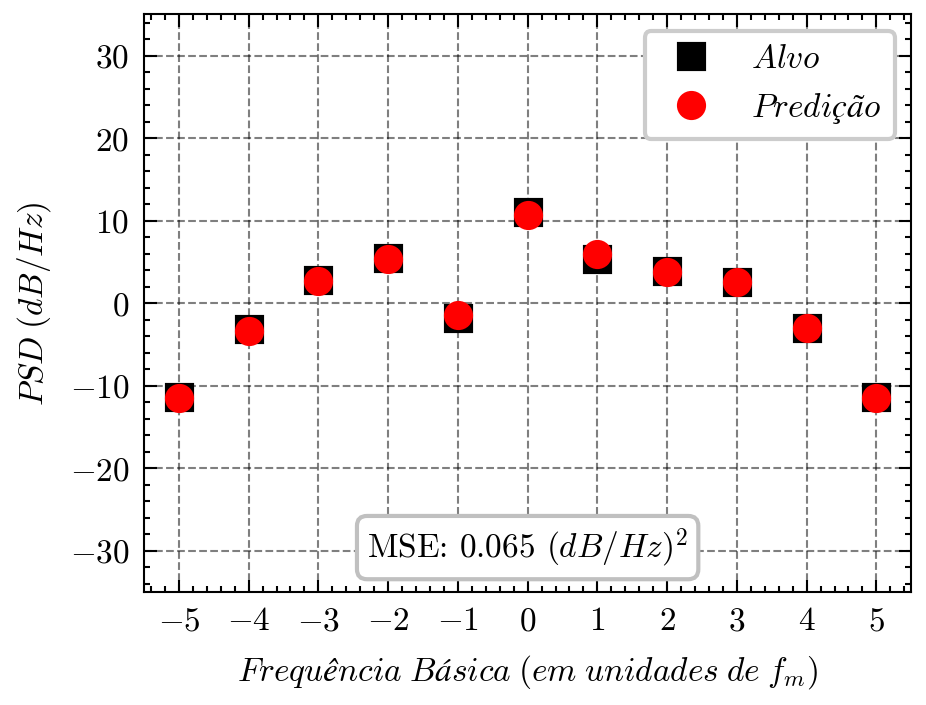 30
20
10
0
−10
−20
−30
PSD (dB/Hz)
Alvo
Predição
MSE: 0.065 (dB/Hz)²
−5 −4 −3 −2 −1 0 1 2 3 4 5
Frequência Básica (em unidades de fₘ)